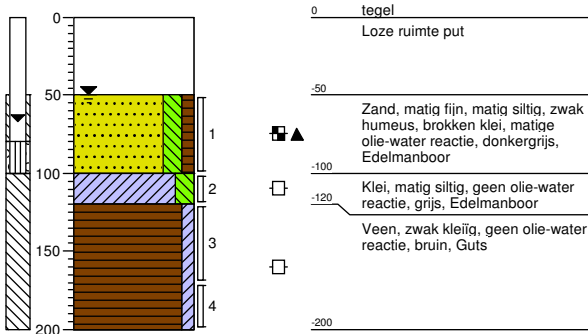 0
50
100
150
200
1
2
3
4
0
tegel
Loze ruimte put
-50
Zand, matig fijn, matig siltig, zwak
humeus, brokken klei, matige
olie-water reactie, donkergrijs,
Edelmanboor
-100
Klei, matig siltig, geen olie-water
reactie, grijs, Edelmanboor
-120
Veen, zwak kleiïg, geen olie-water
reactie, bruin, Guts
-200